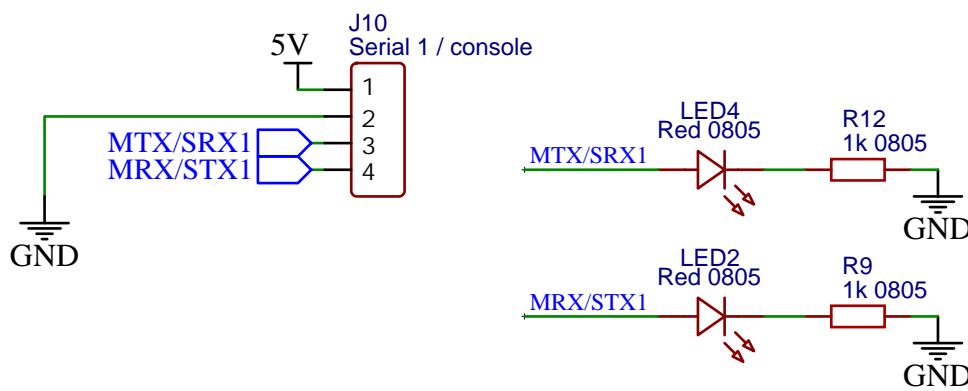 J10
Serial 1 / console
5V
1
2
MTX/SRX1
3
MRX/STX1
4
GND
LED4
Red 0805
R12
1k 0805
MTX/SRX1
GND
LED2
Red 0805
R9
1k 0805
MRX/STX1
GND